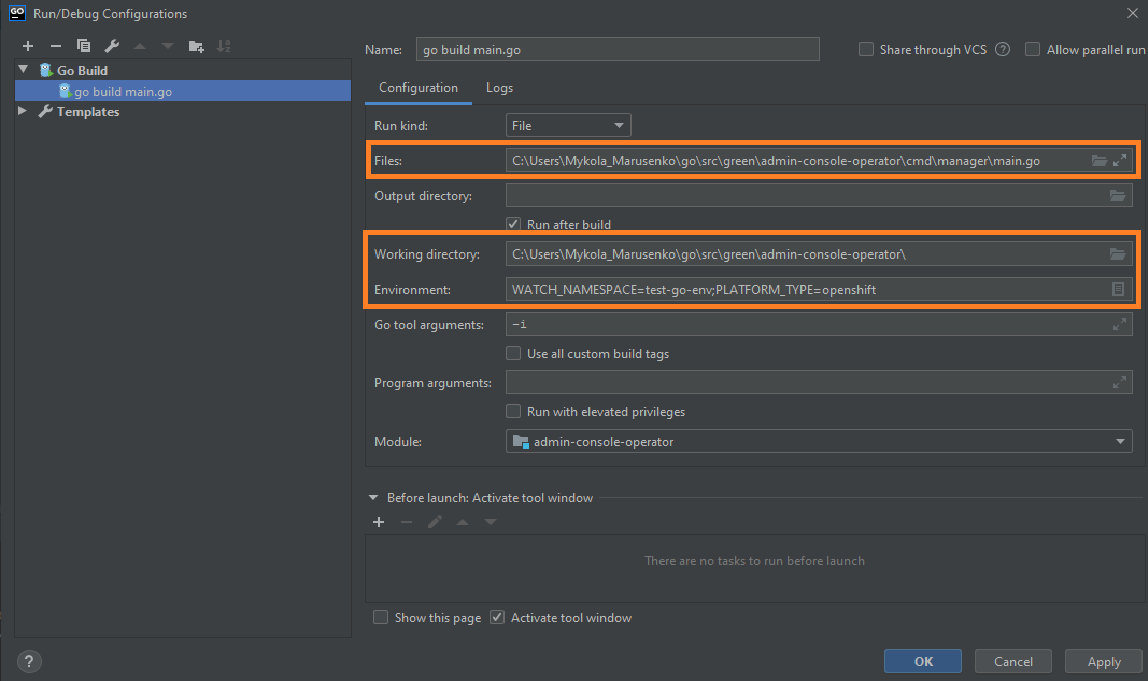 GO Run/Debug Configurations
Name: go build main.go Share through VCS ? Allow parallel run
Go Build
go build main.go
Templates
Configuration Logs
Run kind: File
Files: C:\Users\Mykola_Marusenko\go\src\green\admin-console-operator\cmd\manager\main.go
Output directory:
Run after build
Working directory: C:\Users\Mykola_Marusenko\go\src\green\admin-console-operator\
Environment: WATCH_NAMESPACE=test-go-env;PLATFORM_TYPE=openshift
Go tool arguments: -i
Use all custom build tags
Program arguments:
Run with elevated privileges
Module: admin-console-operator
Before launch: Activate tool window
There are no tasks to run before launch
Show this page Activate tool window
? OK Cancel Apply